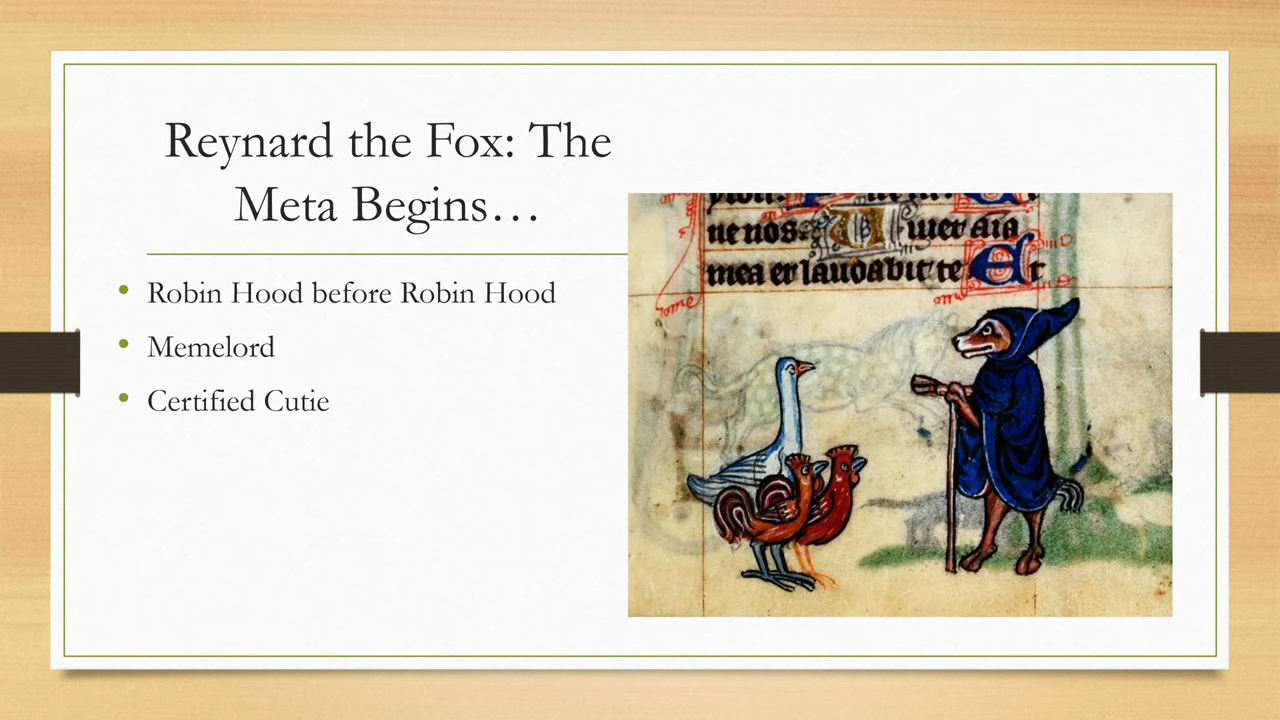 Reynard the Fox: The
Meta Begins…
• Robin Hood before Robin Hood
• Memelord
• Certified Cutie
ne nos:
mea et laudabit te Et